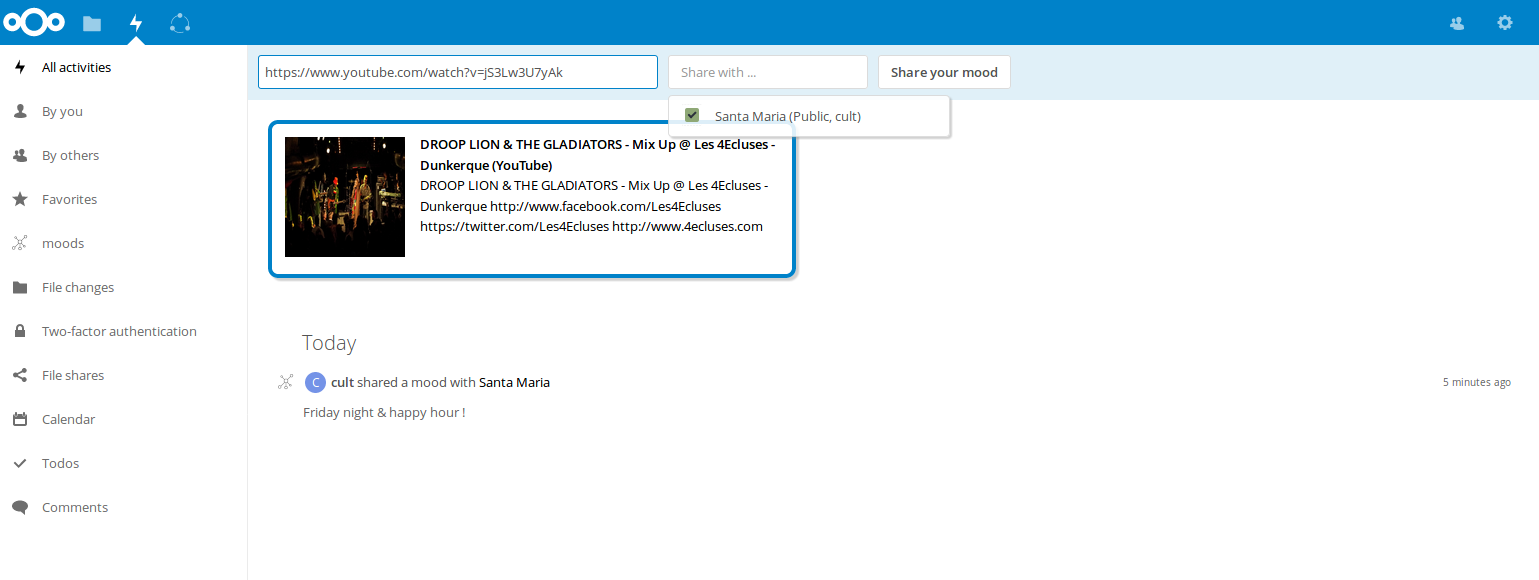 All activities
By you
By others
Favorites
moods
File changes
Two-factor authentication
File shares
Calendar
Todos
Comments
https://www.youtube.com/watch?v=jS3Lw3U7yAk
Share with ...
Share your mood
Santa Maria (Public, cult)
DROOP LION & THE GLADIATORS - Mix Up @ Les 4Ecluses -
Dunkerque (YouTube)
DROOP LION & THE GLADIATORS - Mix Up @ Les 4Ecluses -
Dunkerque http://www.facebook.com/Les4Ecluses
https://twitter.com/Les4Ecluses http://www.4ecluses.com
Today
C cult shared a mood with Santa Maria
5 minutes ago
Friday night & happy hour !